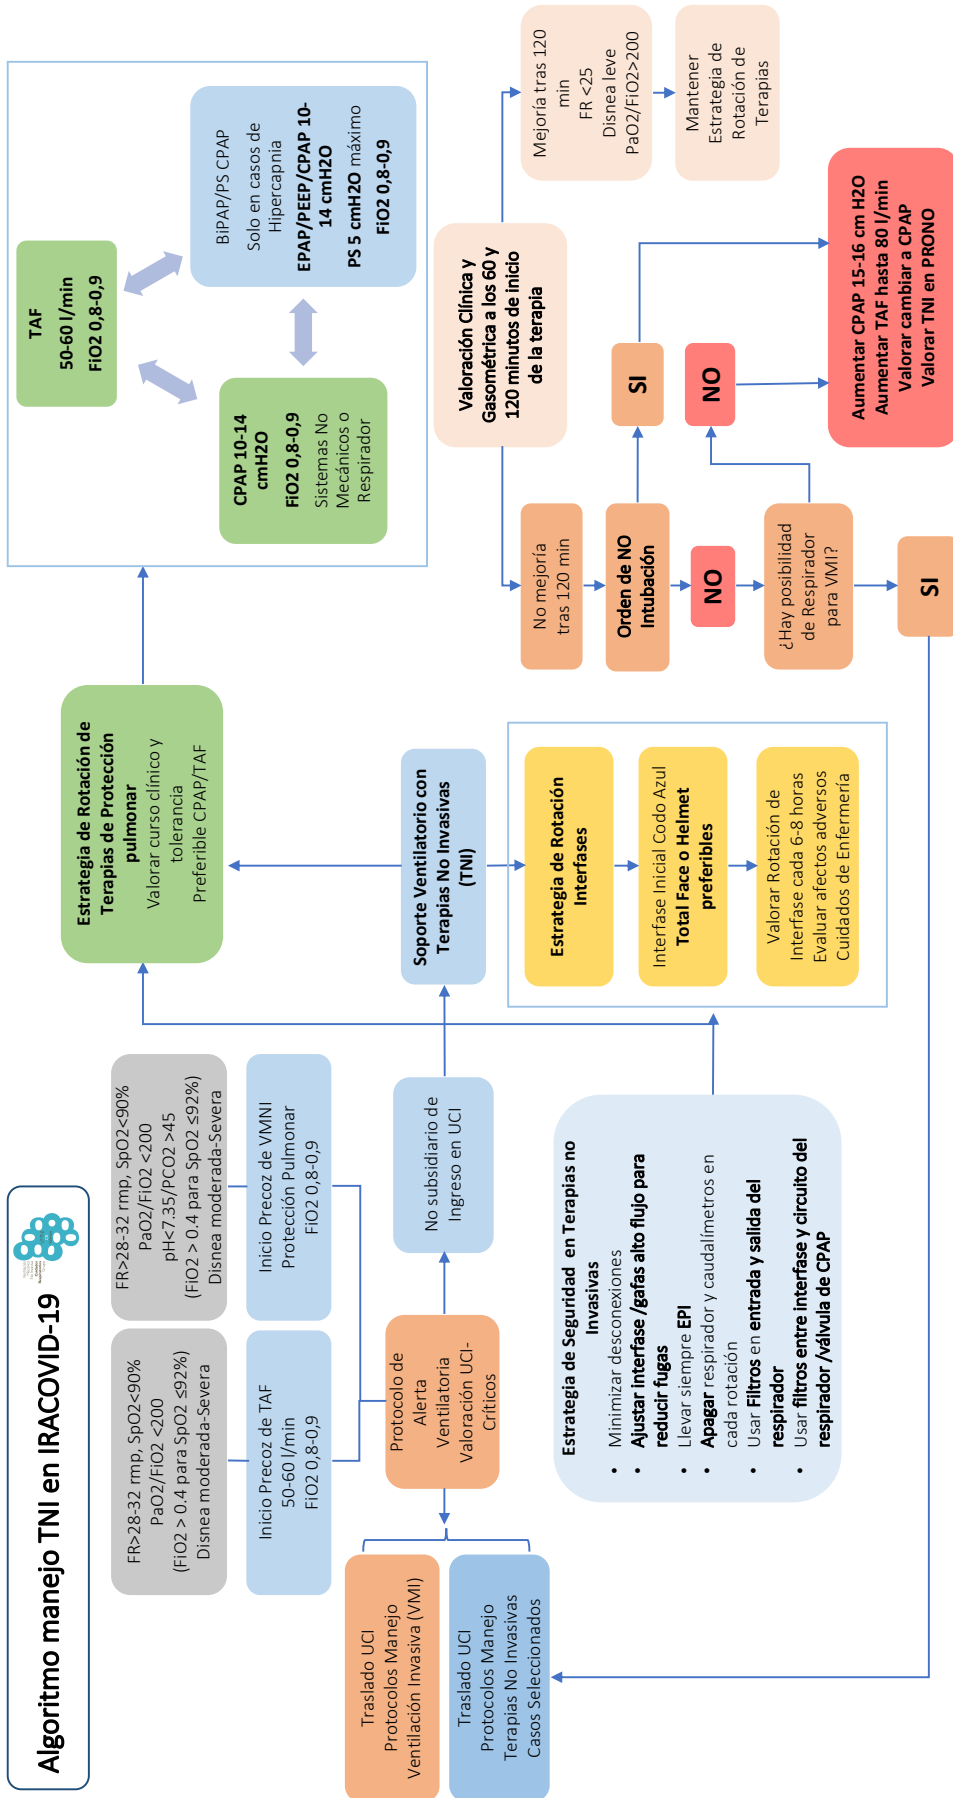 Algoritmo manejo TNI en IRACOVID-19
FR>28-32 rmp, SpO2<90%
PaO2/FiO2 <200
(FiO2 > 0.4 para SpO2 ≤92%)
Disnea moderada-Severa
FR>28-32 rmp, SpO2<90%
PaO2/FiO2 <200
pH<7.35/PCO2 >45
(FiO2 > 0.4 para SpO2 ≤92%)
Disnea moderada-Severa
Inicio Precoz de TAF
50-60 l/min
FiO2 0,8-0,9
Inicio Precoz de VMNI
Protección Pulmonar
FiO2 0,8-0,9
Protocolo de
Alerta
Ventilatoria
Valoración UCI-
Críticos
No subsidiario de
Ingreso en UCI
Traslado UCI
Protocolos Manejo
Ventilación Invasiva (VMI)
Traslado UCI
Protocolos Manejo
Terapias No Invasivas
Casos Seleccionados
Estrategia de Seguridad en Terapias no
Invasivas
• Minimizar desconexiones
• Ajustar interfase /gafas alto flujo para
reducir fugas
• Llevar siempre EPI
• Apagar respirador y caudalímetros en
cada rotación
• Usar Filtros en entrada y salida del
respirador
• Usar filtros entre interfase y circuito del
respirador /válvula de CPAP
Estrategia de Rotación de
Terapias de Protección
pulmonar
Valorar curso clínico y
tolerancia
Preferible CPAP/TAF
Soporte Ventilatorio con
Terapias No Invasivas
(TNI)
Estrategia de Rotación
Interfases
Interfase Inicial Codo Azul
Total Face o Helmet
preferibles
Valorar Rotación de
Interfase cada 6-8 horas
Evaluar afectos adversos
Cuidados de Enfermería
TAF
50-60 l/min
FiO2 0,8-0,9
CPAP 10-14
cmH2O
FiO2 0,8-0,9
Sistemas No
Mecánicos o
Respirador
BiPAP/PS CPAP
Solo en casos de
Hipercapnia
EPAP/PEEP/CPAP 10-
14 cmH2O
PS 5 cmH2O máximo
FiO2 0,8-0,9
Valoración Clínica y
Gasométrica a los 60 y
120 minutos de inicio
de la terapia
No mejoría
tras 120 min
Orden de NO
Intubación
SI
NO
¿Hay posibilidad
de Respirador
para VMI?
NO
SI
Mejoría tras 120
min
FR <25
Disnea leve
PaO2/FiO2>200
Mantener
Estrategia de
Rotación de
Terapias
Aumentar CPAP 15-16 cm H2O
Aumentar TAF hasta 80 l/min
Valorar cambiar a CPAP
Valorar TNI en PRONO